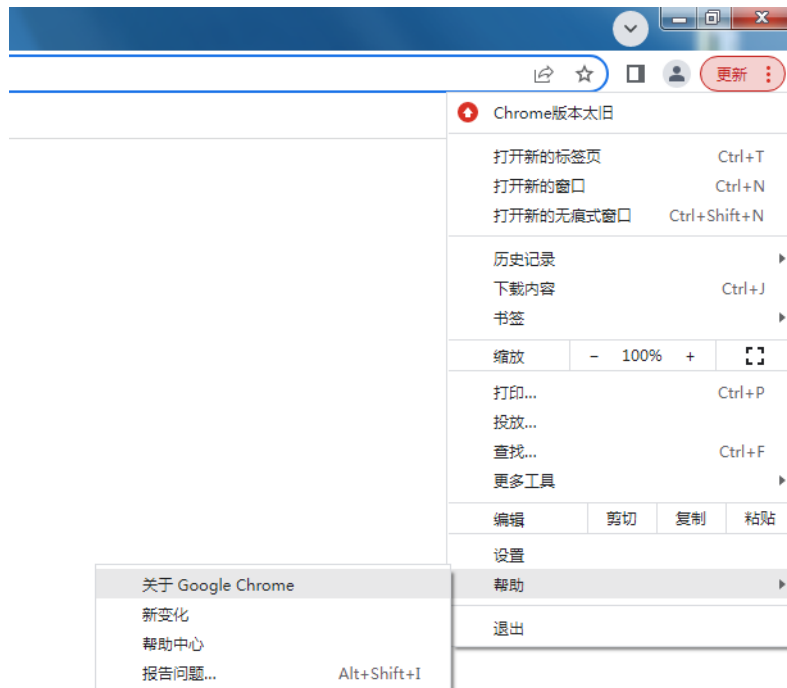 更新
Chrome版本太旧
打开新的标签页 Ctrl+T
打开新的窗口 Ctrl+N
打开新的无痕式窗口 Ctrl+Shift+N
历史记录
下载内容 Ctrl+J
书签
缩放 - 100% +
打印... Ctrl+P
投放...
查找... Ctrl+F
更多工具
编辑 剪切 复制 粘贴
设置
关于 Google Chrome
帮助
新变化
帮助中心
退出
报告问题... Alt+Shift+I